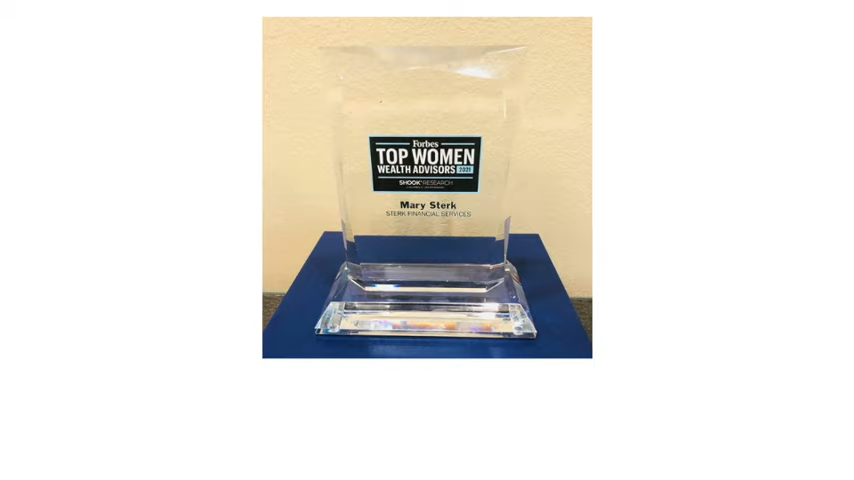 Forbes
TOP WOMEN
WEALTH ADVISORS 2021
SHOOK RESEARCH
Mary Sterk
STERK FINANCIAL SERVICES